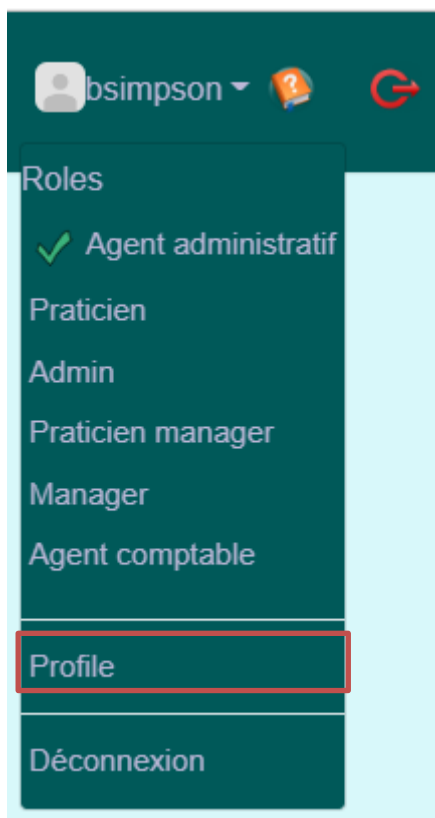 bsimpson
Roles
Agent administratif
Praticien
Admin
Praticien manager
Manager
Agent comptable
Profile
Déconnexion